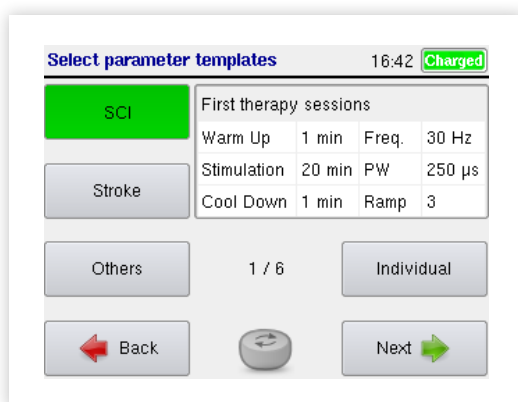 Select parameter templates 16:42 Charged
SCI
First therapy sessions
Warm Up 1 min Freq. 30 Hz
Stimulation 20 min PW 250 µs
Cool Down 1 min Ramp 3
Stroke
Others 1 / 6 Individual
Back Next